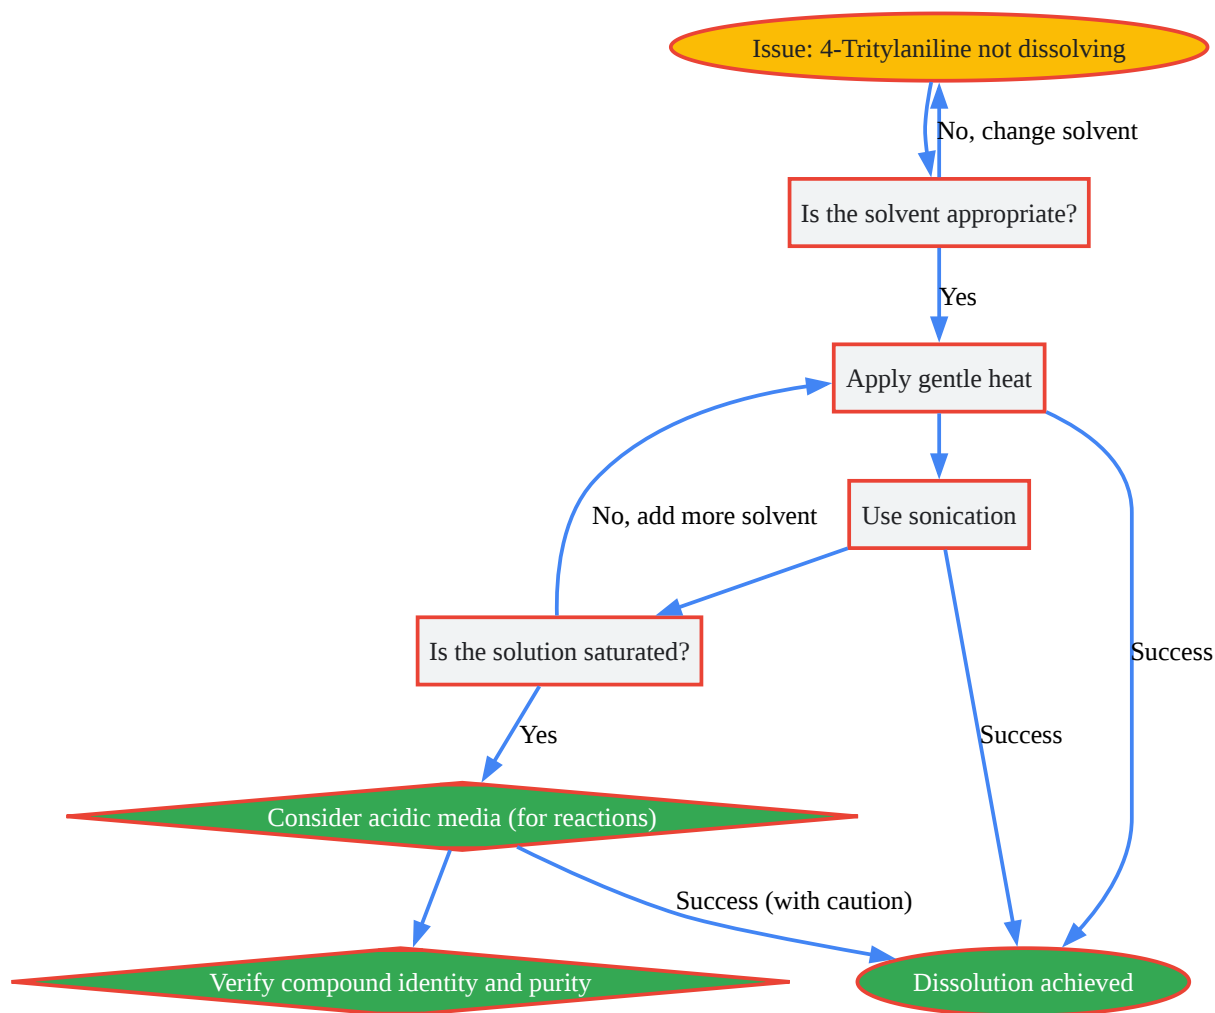 Issue: 4-Tritylaniline not dissolving
No, change solvent
Is the solvent appropriate?
Yes
Apply gentle heat
No, add more solvent
Use sonication
Is the solution saturated?
Success
Yes
Success
Consider acidic media (for reactions)
Success (with caution)
Verify compound identity and purity
Dissolution achieved